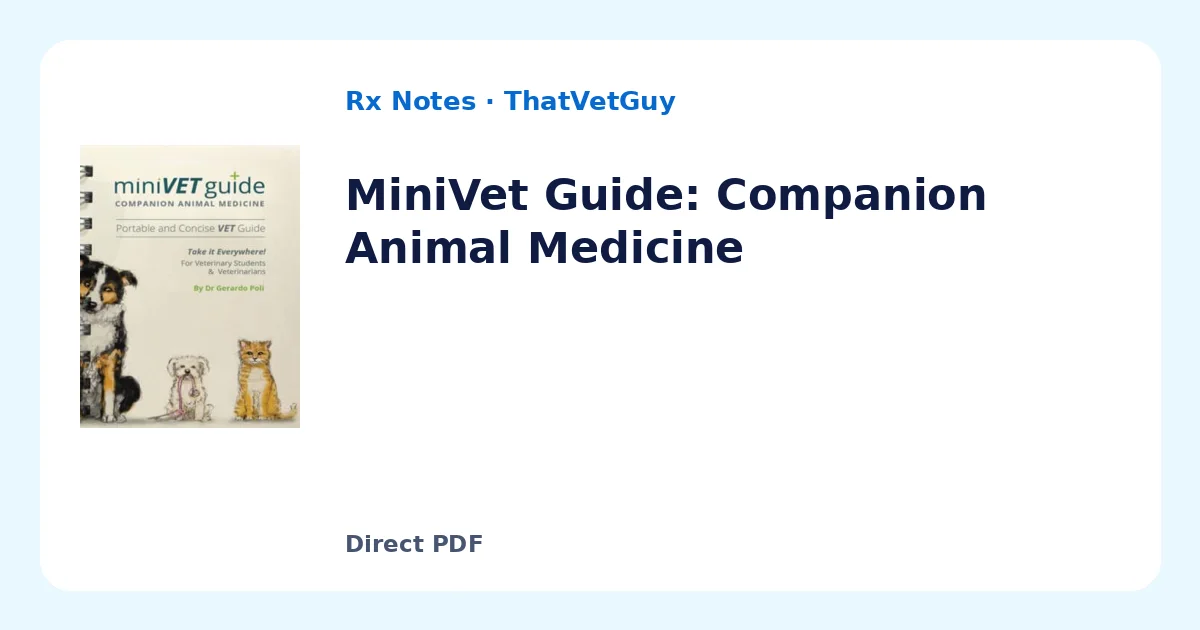 Rx Notes · ThatVetGuy
MiniVet Guide: Companion
Animal Medicine
miniVETguide
COMPANION ANIMAL MEDICINE
Portable and Concise VET Guide
Take it Everywhere!
For Veterinary Students
& Veterinarians
By Dr Gerardo Poli
Direct PDF